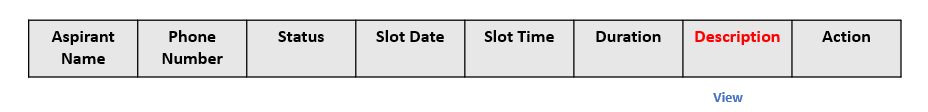 Aspirant Name
Phone Number
Status
Slot Date
Slot Time
Duration
Description
Action
View